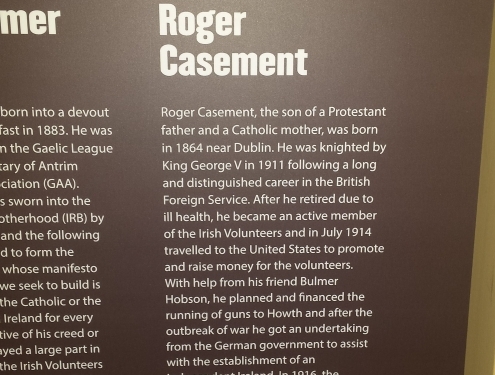 mer
born into a devout
fast in 1883. He was
n the Gaelic League
tary of Antrim
ciation (GAA).
s sworn into the
otherhood (IRB) by
and the following
d to form the
whose manifesto
we seek to build is
the Catholic or the
Ireland for every
tive of his creed or
ayed a large part in
the Irish Volunteers
Roger
Casement
Roger Casement, the son of a Protestant
father and a Catholic mother, was born
in 1864 near Dublin. He was knighted by
King George V in 1911 following a long
and distinguished career in the British
Foreign Service. After he retired due to
ill health, he became an active member
of the Irish Volunteers and in July 1914
travelled to the United States to promote
and raise money for the volunteers.
With help from his friend Bulmer
Hobson, he planned and financed the
running of guns to Howth and after the
outbreak of war he got an undertaking
from the German government to assist
with the establishment of an
independent Ireland. In 1916, the